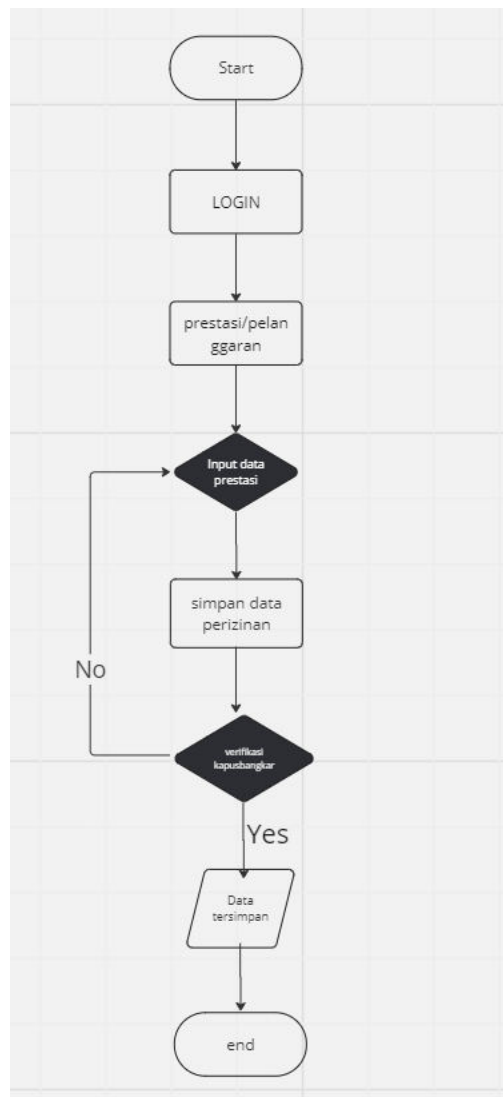 Start
LOGIN
prestasi/pelan
ggaran
Input data
prestasi
simpan data
perizinan
No
verifikasi
kapusbangkar
Yes
Data
tersimpan
end